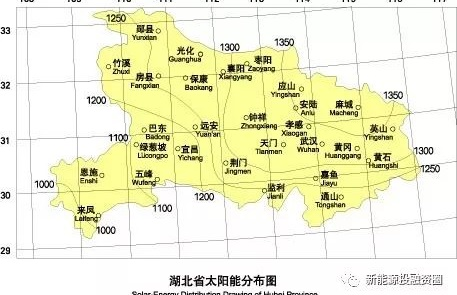 33
32
31
30
29
1250
1300
1350
1350
1200
1100
1000
1000
1100
1200
1250
1300
郧县
Yunxian
光化
Guanghua
竹溪
Zhuxi
房县
Fangxian
保康
Baokang
襄阳
Xiangyang
枣阳
Zaoyang
应山
Yingshan
安陆
Anlu
麻城
Macheng
巴东
Badong
远安
Yuan'an
钟祥
Zhongxiang
孝感
Xiaogan
英山
Yingshan
绿葱坡
Lücongpo
宜昌
Yichang
天门
Tianmen
武汉
Wuhan
黄冈
Huanggang
黄石
Huangshi
恩施
Enshi
五峰
Wufeng
荆门
Jingmen
嘉鱼
Jiayu
监利
Jianli
通山
Tongshan
来凤
Laifeng
湖北省太阳能分布图
Solar Energy Distribution Drawing of Hubei Province
新能源投融资圈